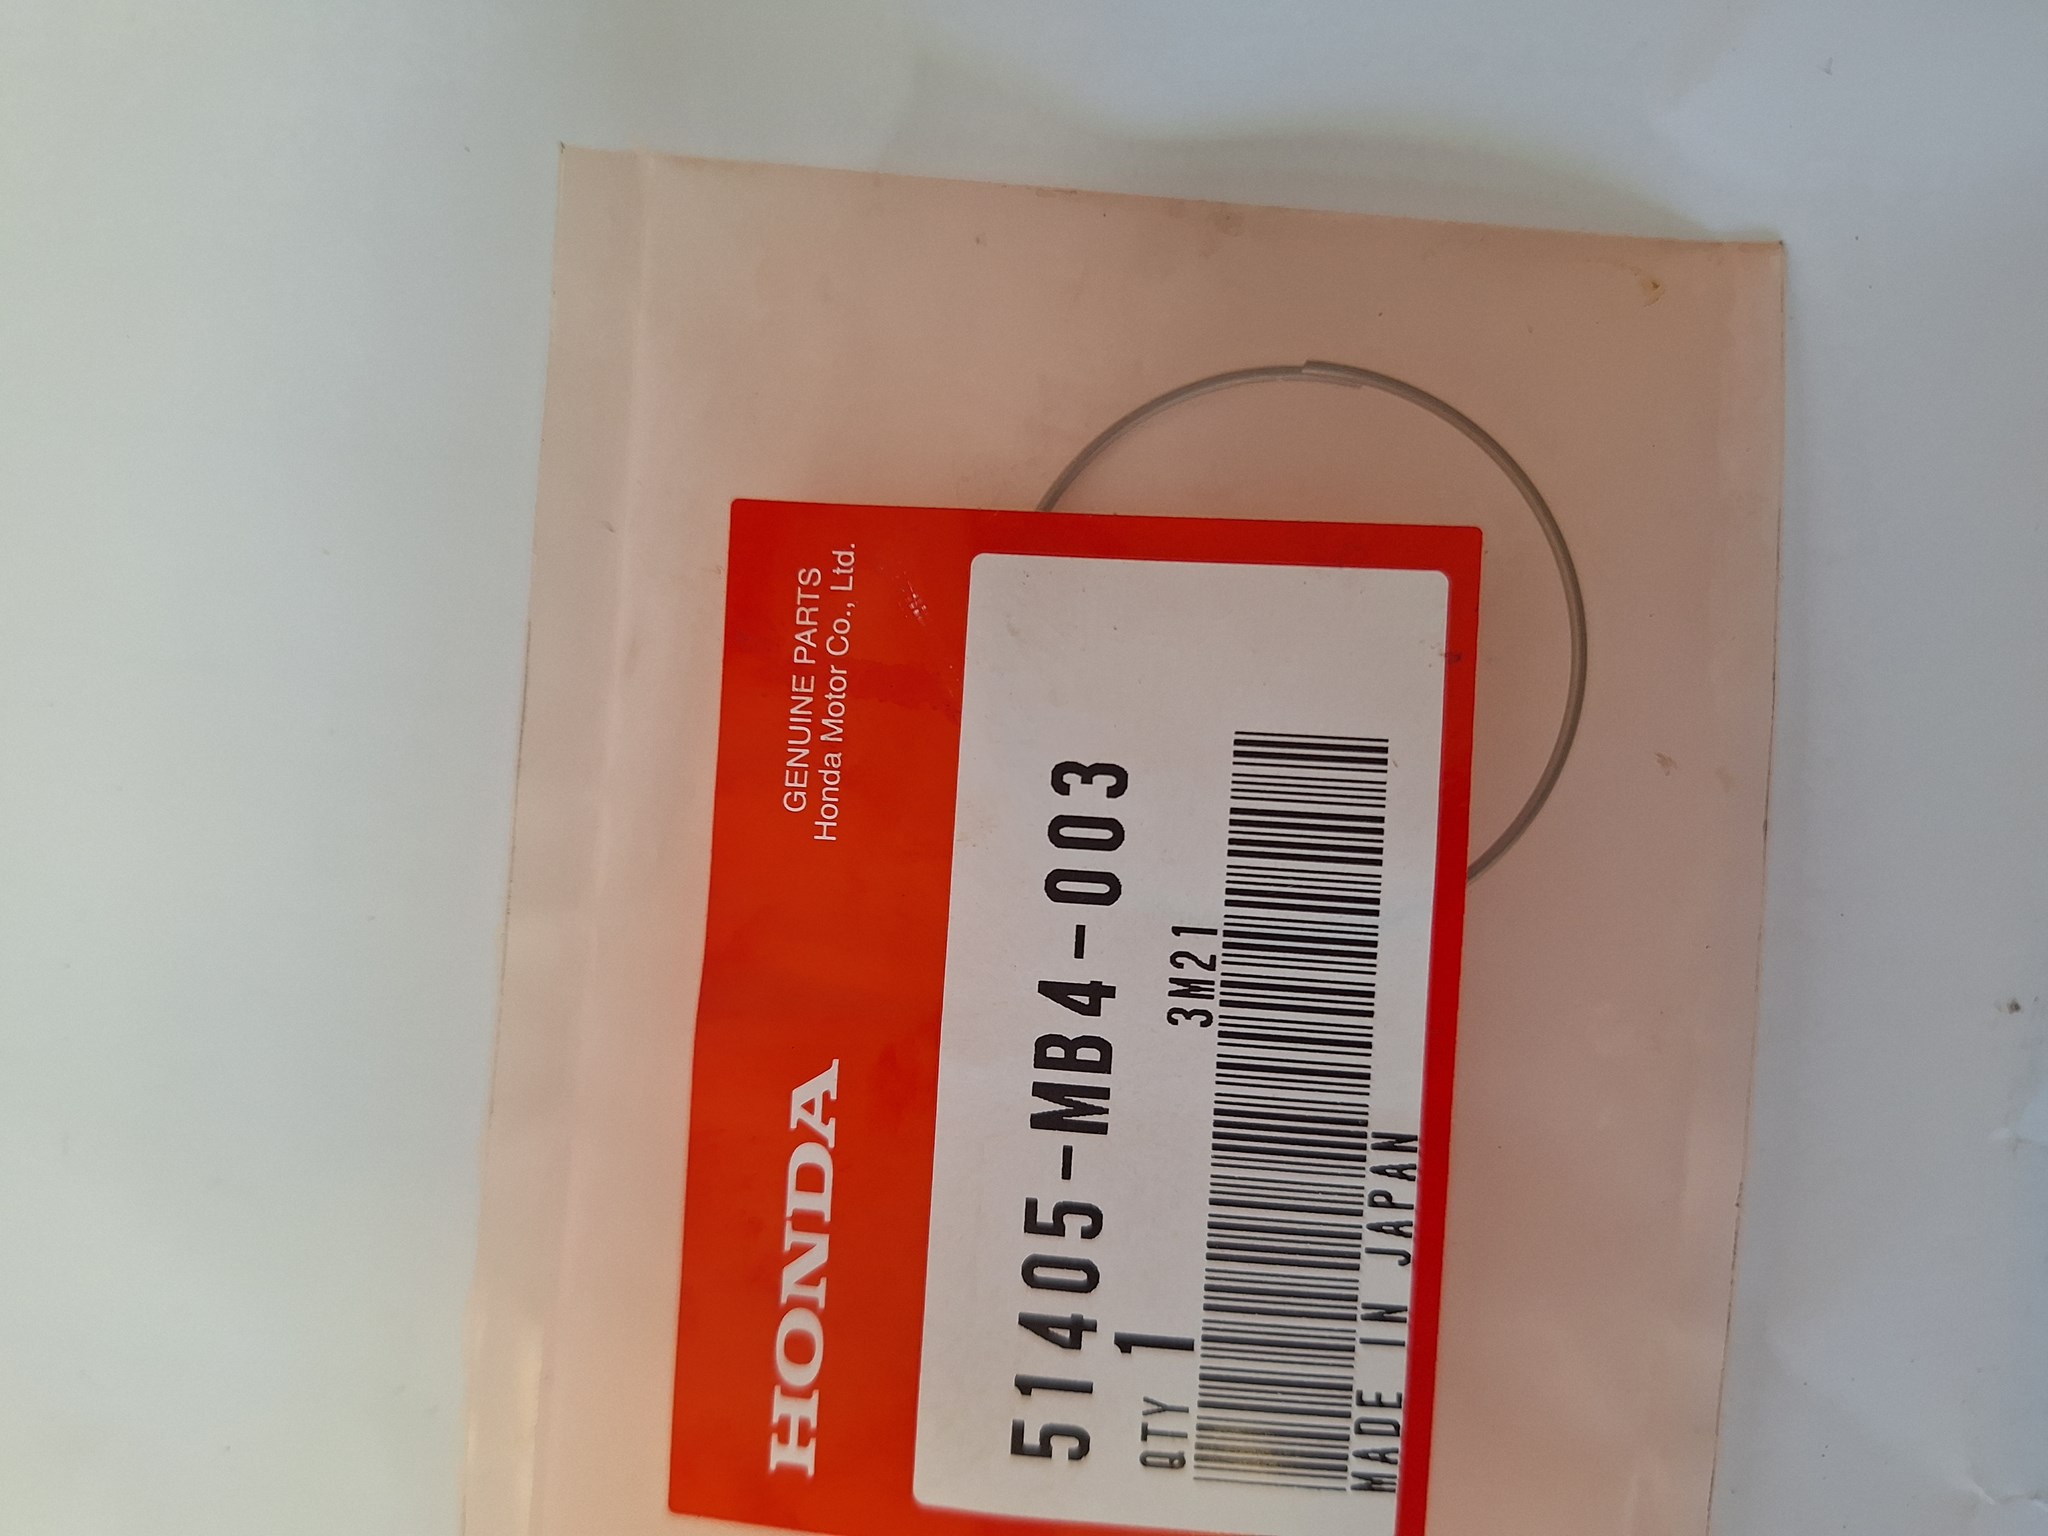 HONDA
GENUINE PARTS
Honda Motor Co., Ltd.
51405-MB4-003
QTY 1
3M21
MADE IN JAPAN